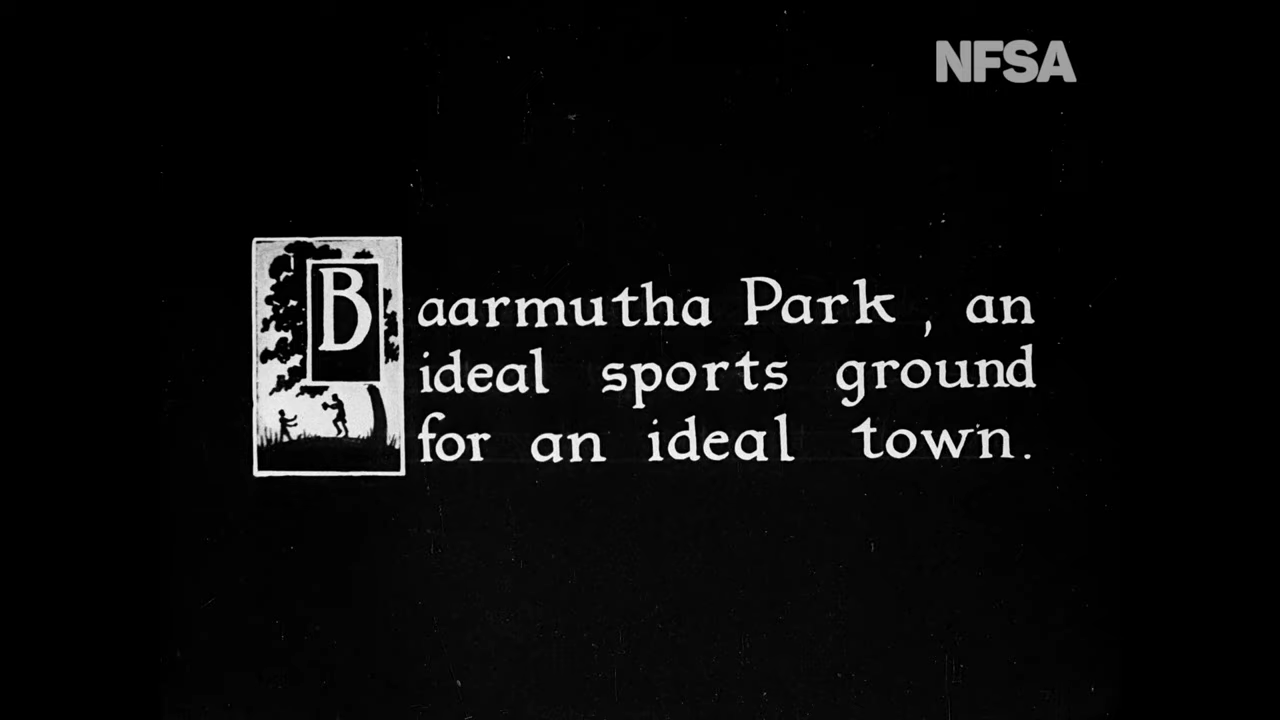 NFSA
Baarmutha Park, an
ideal sports ground
for an ideal town.